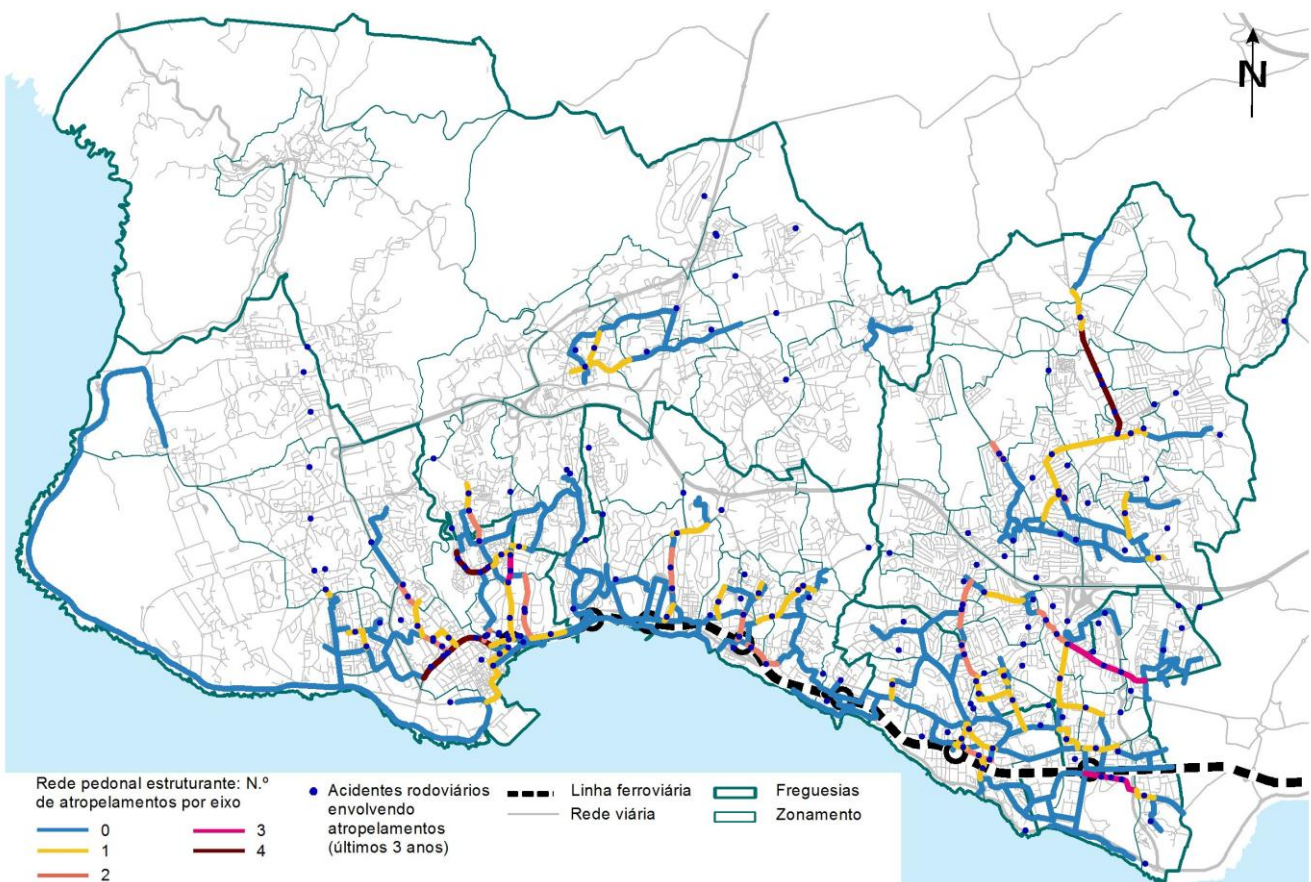 N
Rede pedonal estruturante: N.º
de atropelamentos por eixo
0
1
2
3
4
Acidentes rodoviários
envolvendo
atropelamentos
(últimos 3 anos)
Linha ferroviária
Rede viária
Freguesias
Zonamento